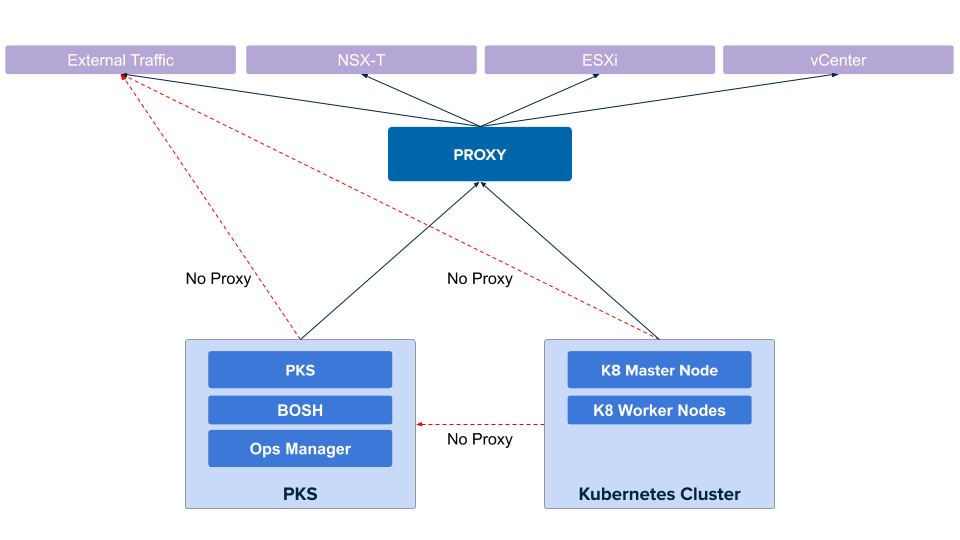 External Traffic
NSX-T
ESXi
vCenter
PROXY
No Proxy
No Proxy
PKS
BOSH
Ops Manager
PKS
No Proxy
K8 Master Node
K8 Worker Nodes
Kubernetes Cluster